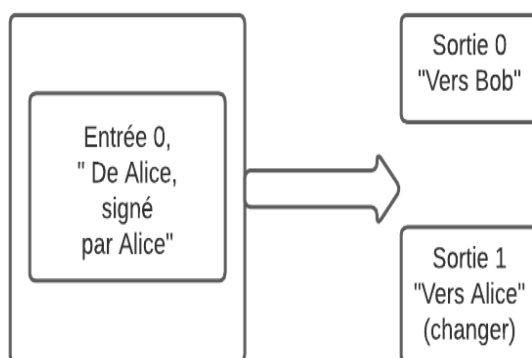 Entrée 0,
" De Alice,
signé
par Alice"
Sortie 0
"Vers Bob"
Sortie 1
"Vers Alice"
(changer)